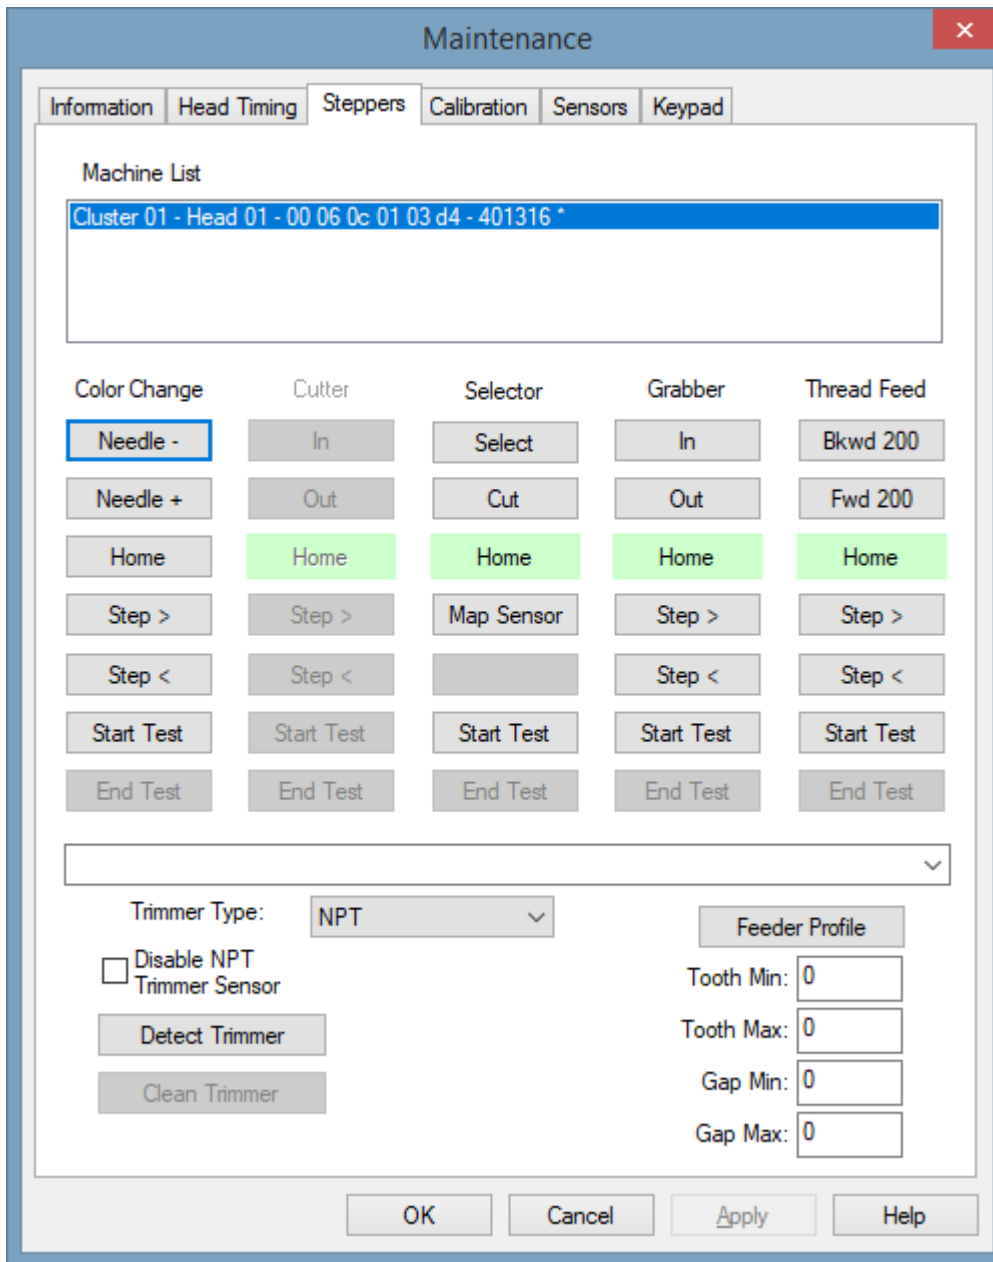 Maintenance
Information Head Timing Steppers Calibration Sensors Keypad
Machine List
Cluster 01 - Head 01 - 00 06 0c 01 03 d4 - 401316 *
Color Change Cutter Selector Grabber Thread Feed
Needle - In Select In Bkwd 200
Needle + Out Cut Out Fwd 200
Home Home Home Home Home
Step > Step > Map Sensor Step > Step >
Step < Step < Step < Step <
Start Test Start Test Start Test Start Test Start Test
End Test End Test End Test End Test End Test
Trimmer Type: NPT Feeder Profile
Disable NPT
Trimmer Sensor
Tooth Min: 0
Detect Trimmer Tooth Max: 0
Clean Trimmer Gap Min: 0
Gap Max: 0
OK Cancel Apply Help